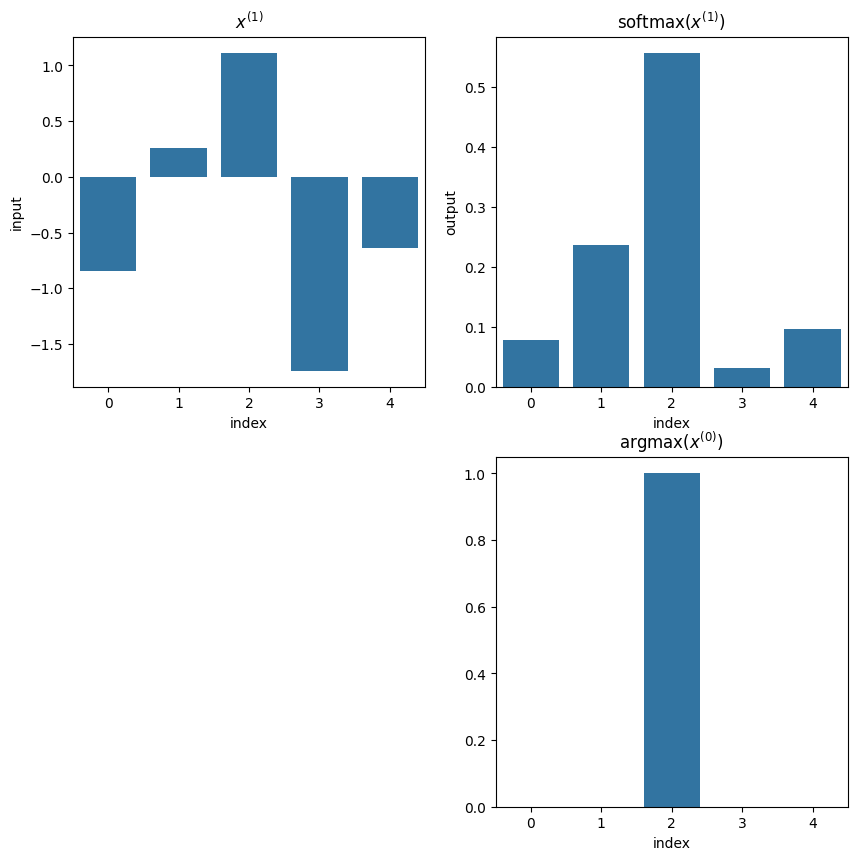 x^(1)
1.0
0.5
0.0
−0.5
−1.0
−1.5
input
0 1 2 3 4
index
softmax(x^(1))
0.5
0.4
0.3
0.2
0.1
0.0
output
0 1 2 3 4
index
argmax(x^(0))
1.0
0.8
0.6
0.4
0.2
0.0
0 1 2 3 4
index